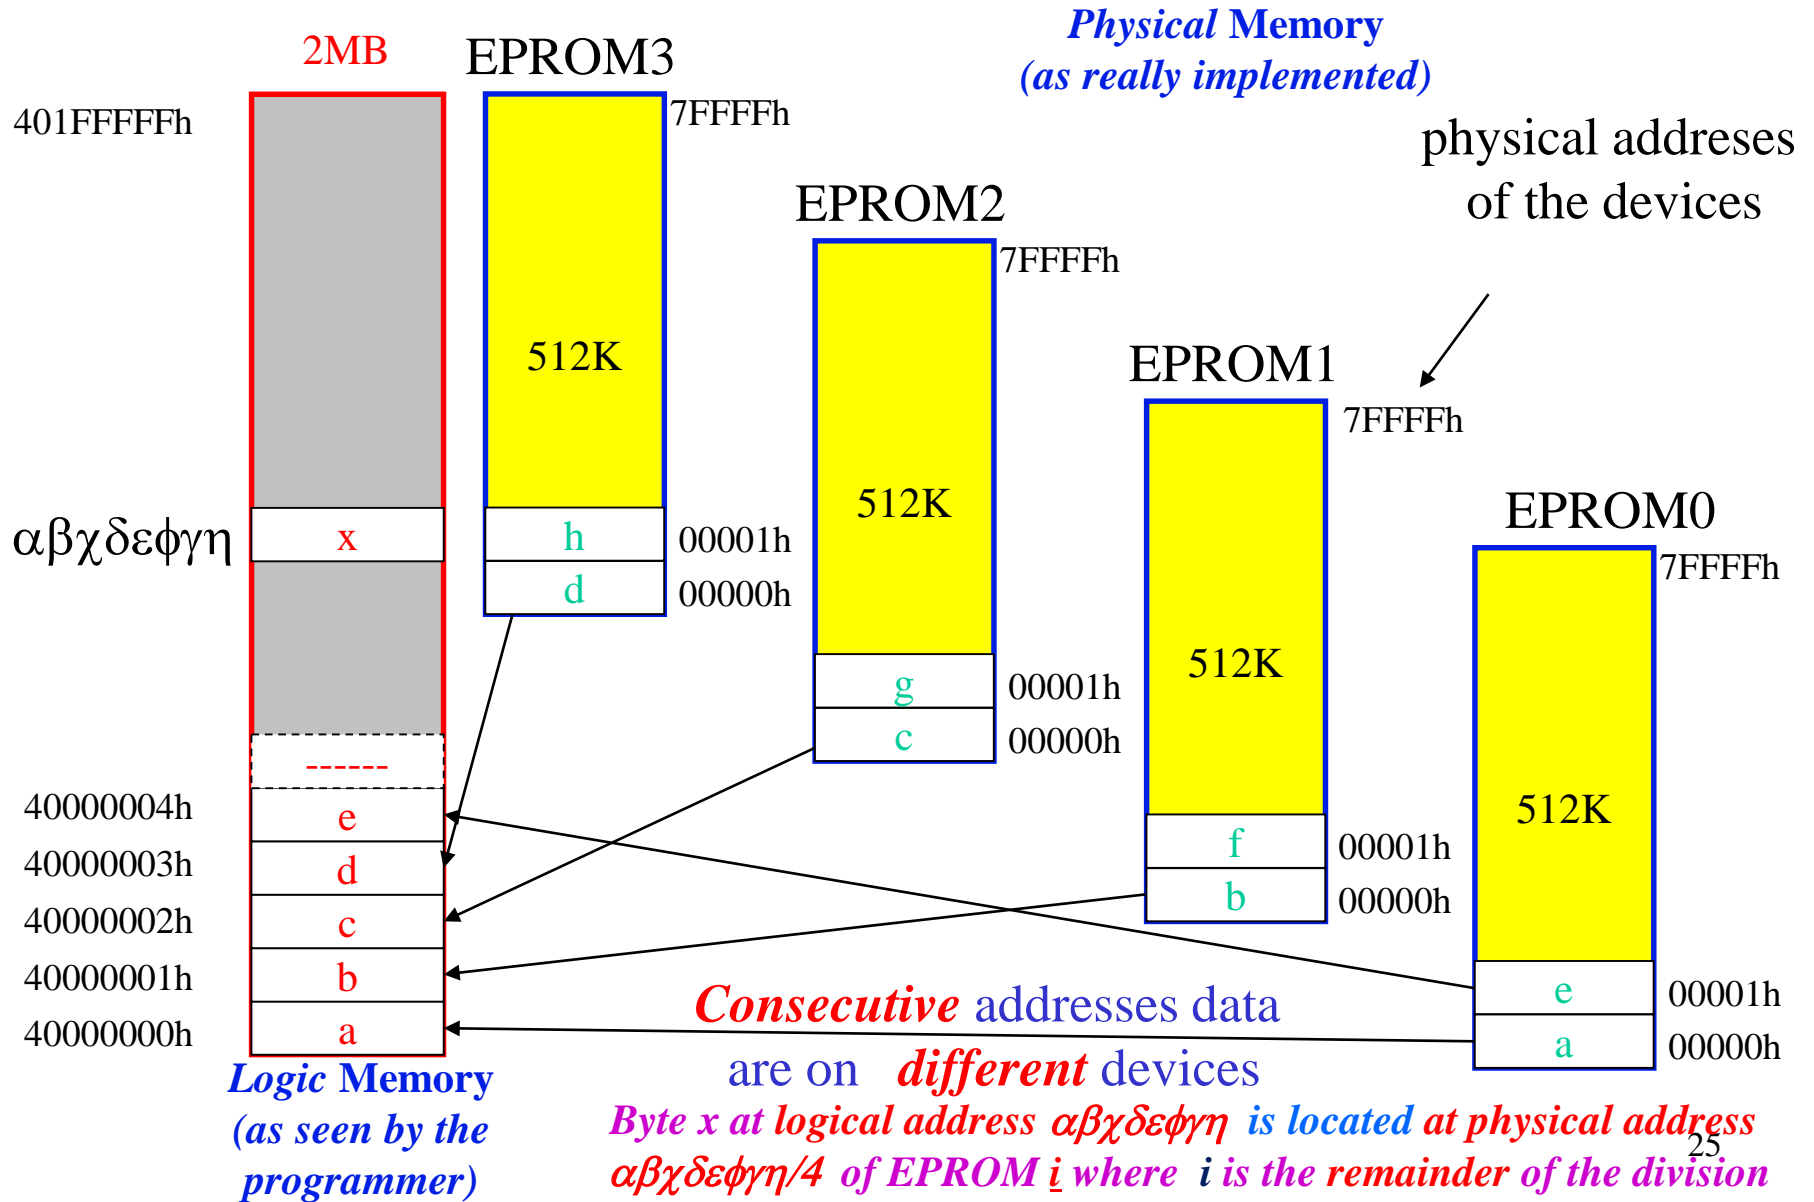 Physical Memory
(as really implemented)
2MB
EPROM3
401FFFFFh
7FFFFh
physical addreses
of the devices
EPROM2
7FFFFh
512K
EPROM1
7FFFFh
512K
EPROM0
αβχδεϕγη
x
h
00001h
7FFFFh
d
00000h
512K
g
00001h
c
00000h
------
40000004h
e
512K
f
00001h
40000003h
d
b
00000h
40000002h
c
40000001h
b
e
00001h
Consecutive addresses data
40000000h
a
a
00000h
are on different devices
Logic Memory
(as seen by the
programmer)
Byte x at logical address αβχδεϕγη is located at physical address
αβχδεϕγη/4 of EPROM i where i is the remainder of the division
25